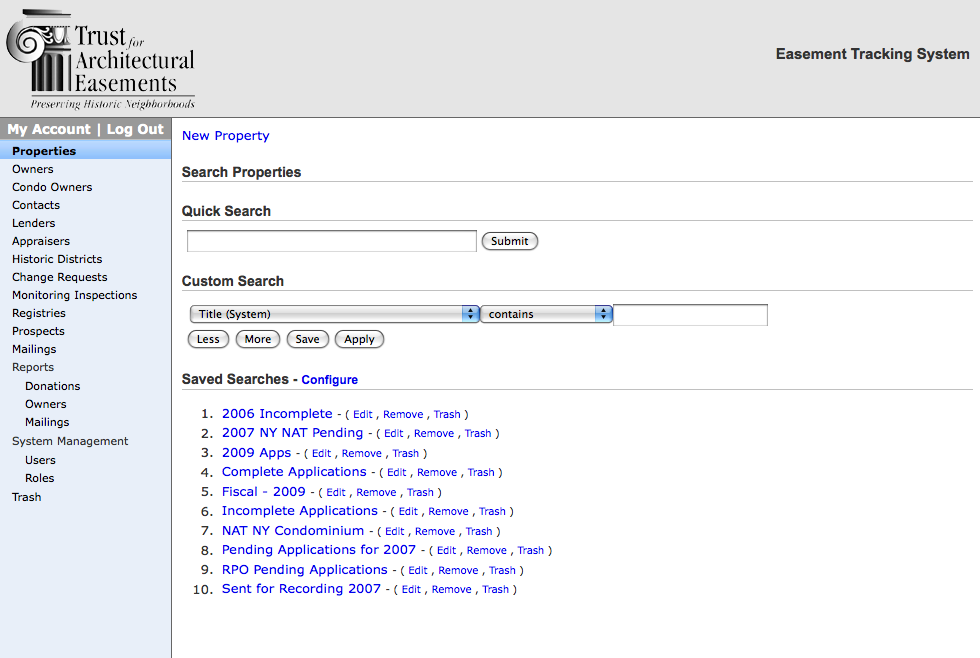 Trust for
Architectural
Easements
Preserving Historic Neighborhoods
Easement Tracking System
My Account | Log Out
Properties
Owners
Condo Owners
Contacts
Lenders
Appraisers
Historic Districts
Change Requests
Monitoring Inspections
Registries
Prospects
Mailings
Reports
Donations
Owners
Mailings
System Management
Users
Roles
Trash
New Property
Search Properties
Quick Search
Submit
Custom Search
Title (System) contains
Less More Save Apply
Saved Searches - Configure
1. 2006 Incomplete - ( Edit , Remove , Trash )
2. 2007 NY NAT Pending - ( Edit , Remove , Trash )
3. 2009 Apps - ( Edit , Remove , Trash )
4. Complete Applications - ( Edit , Remove , Trash )
5. Fiscal - 2009 - ( Edit , Remove , Trash )
6. Incomplete Applications - ( Edit , Remove , Trash )
7. NAT NY Condominium - ( Edit , Remove , Trash )
8. Pending Applications for 2007 - ( Edit , Remove , Trash )
9. RPO Pending Applications - ( Edit , Remove , Trash )
10. Sent for Recording 2007 - ( Edit , Remove , Trash )